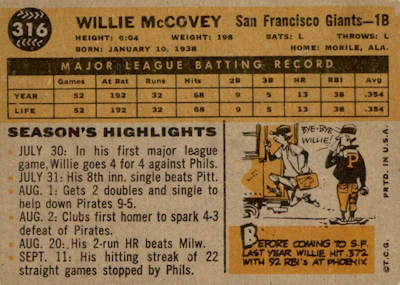 316
WILLIE McCOVEY San Francisco Giants—1B
HEIGHT: 6:04 WEIGHT: 198 BATS: L THROWS: L
BORN: JANUARY 10, 1938 HOME: MOBILE, ALA.
MAJOR LEAGUE BATTING RECORD
Games At Bat Runs Hits 2B 3B HR RBI Avg.
YEAR 52 192 32 68 9 5 13 38 .354
LIFE 52 192 32 68 9 5 13 38 .354
SEASON'S HIGHLIGHTS
• JULY 30: In his first major league
game, Willie goes 4 for 4 against Phils.
• JULY 31: His 8th inn. single beats Pitt.
• AUG. 1: Gets 2 doubles and single to
help down Pirates 9-5.
• AUG. 2: Clubs first homer to spark 4-3
defeat of Pirates.
• AUG. 20: His 2-run HR beats Milw.
• SEPT. 11: His hitting streak of 22
straight games stopped by Phils.
BYE-BYE
WILLIE!
P
BEFORE COMING TO S.F.
LAST YEAR WILLIE HIT .372
WITH 92 RBI'S AT PHOENIX
PRTD. IN U.S.A.
©T.C.G.